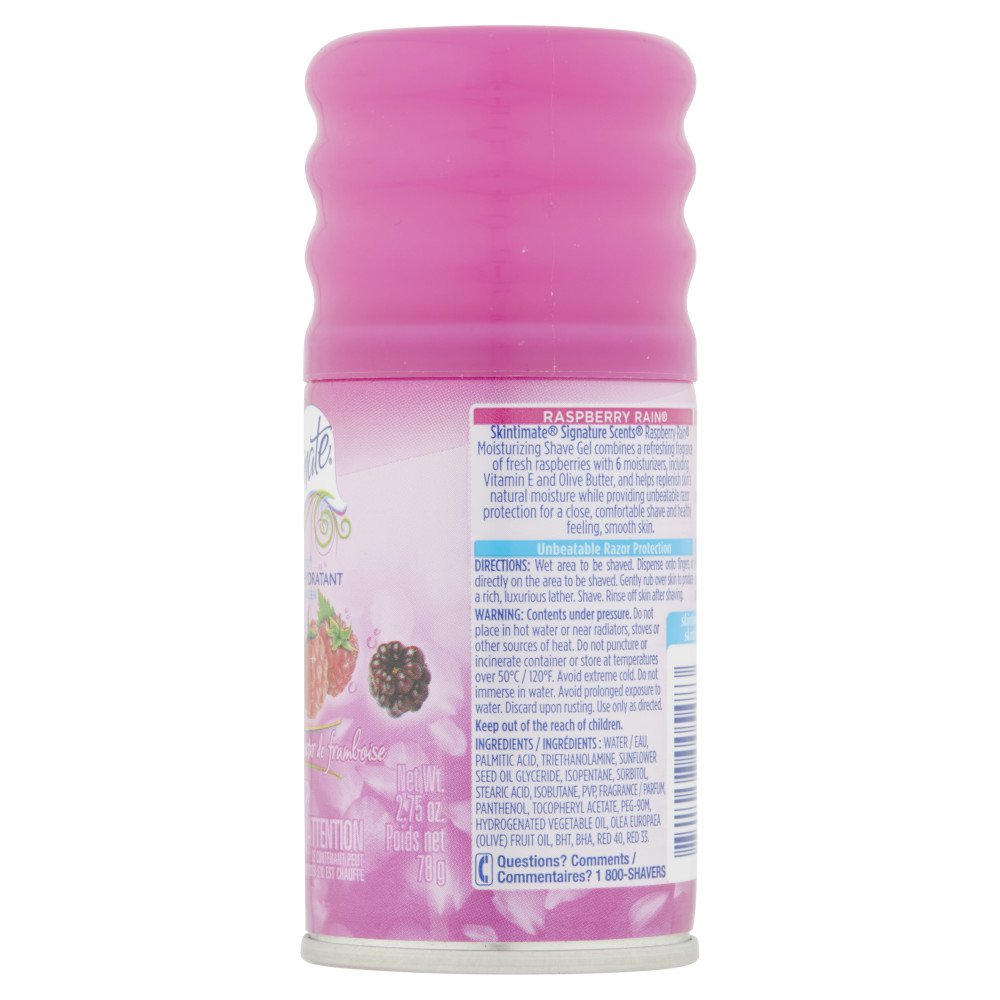 RASPBERRY RAIN®
Skintimate® Signature Scents® Raspberry Rain®
Moisturizing Shave Gel combines a refreshing fragrance
of fresh raspberries with 6 moisturizers, including
Vitamin E and Olive Butter, and helps replenish skin's
natural moisture while providing unbeatable razor
protection for a close, comfortable shave and healthy
feeling, smooth skin.
Unbeatable Razor Protection
DIRECTIONS: Wet area to be shaved. Dispense onto fingers, or
directly on the area to be shaved. Gently rub over skin to produce
a rich, luxurious lather. Shave. Rinse off skin after shaving.
WARNING: Contents under pressure. Do not
place in hot water or near radiators, stoves or
other sources of heat. Do not puncture or
incinerate container or store at temperatures
over 50°C / 120°F. Avoid extreme cold. Do not
immerse in water. Avoid prolonged exposure to
water. Discard upon rusting. Use only as directed.
Keep out of the reach of children.
INGREDIENTS / INGRÉDIENTS : WATER / EAU,
PALMITIC ACID, TRIETHANOLAMINE, SUNFLOWER
SEED OIL GLYCERIDE, ISOPENTANE, SORBITOL,
STEARIC ACID, ISOBUTANE, PVP, FRAGRANCE / PARFUM,
PANTHENOL, TOCOPHERYL ACETATE, PEG-90M,
HYDROGENATED VEGETABLE OIL, OLEA EUROPAEA
(OLIVE) FRUIT OIL, BHT, BHA, RED 40, RED 33.
Questions? Comments /
Commentaires? 1 800-SHAVERS
de framboise
Net Wt.
2.75 oz.
Poids net
78 g
ATTENTION
CONTENANT PEUT
EST CHAUFFÉ